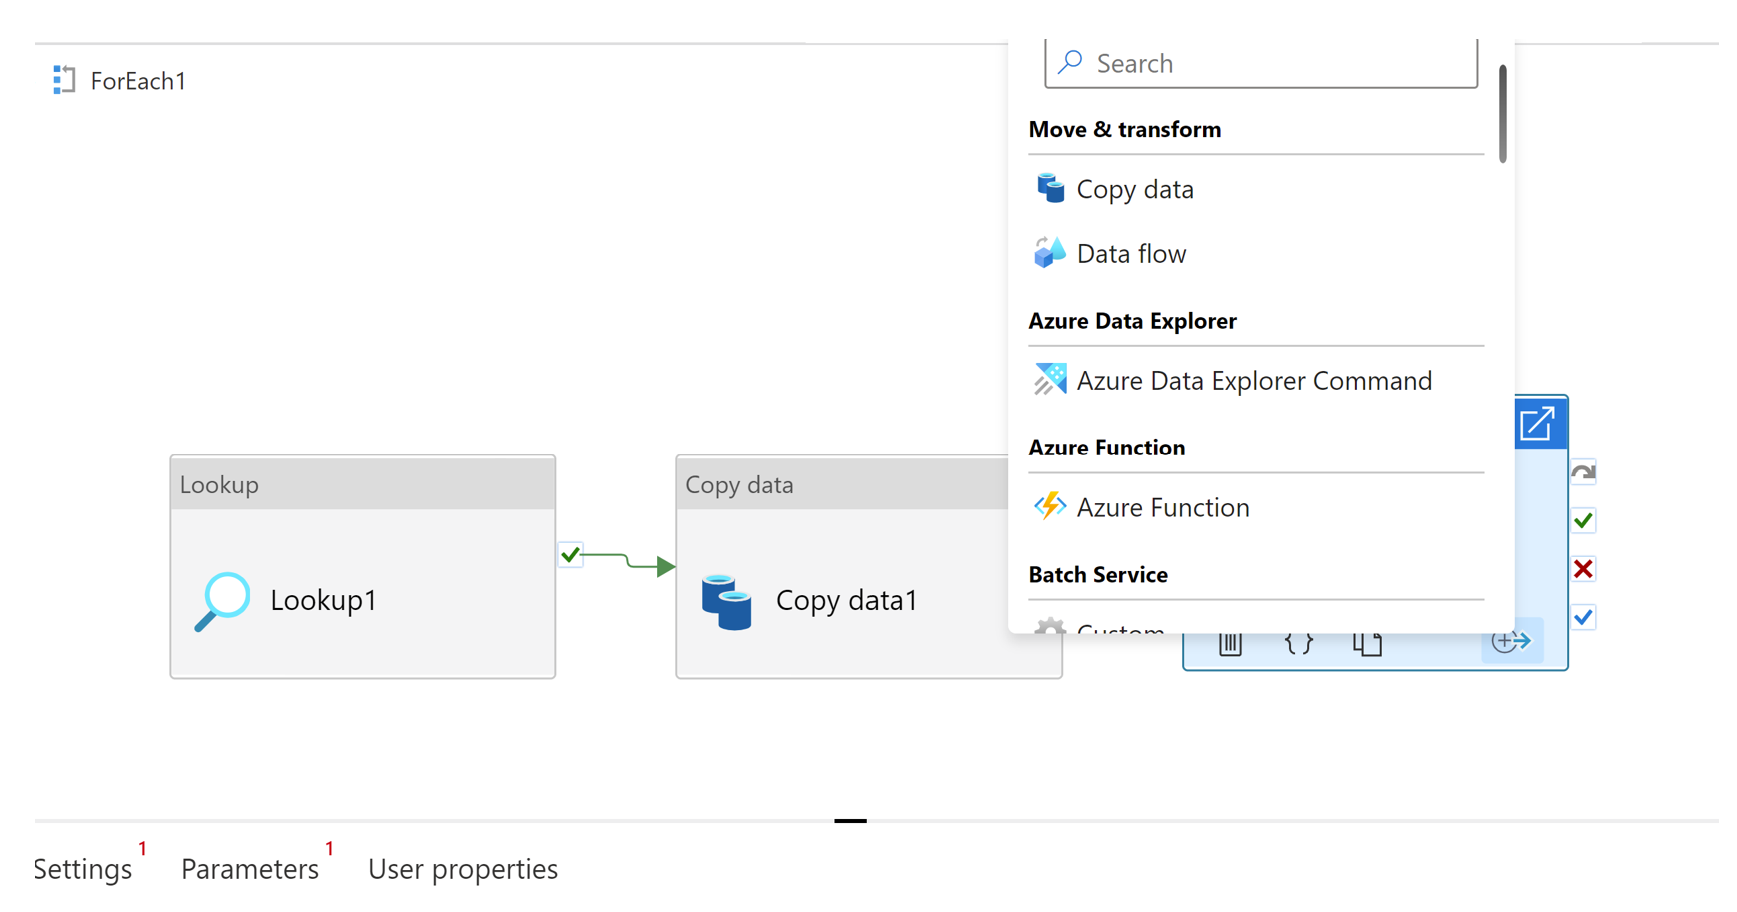 ForEach1
Search
Move & transform
Copy data
Data flow
Azure Data Explorer
Azure Data Explorer Command
Azure Function
Azure Function
Batch Service
Custom
Lookup
Lookup1
Copy data
Copy data1
Settings 1
Parameters 1
User properties